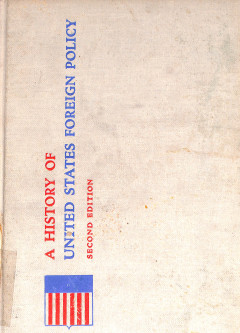 A HISTORY OF
UNITED STATES FOREIGN POLICY
SECOND EDITION